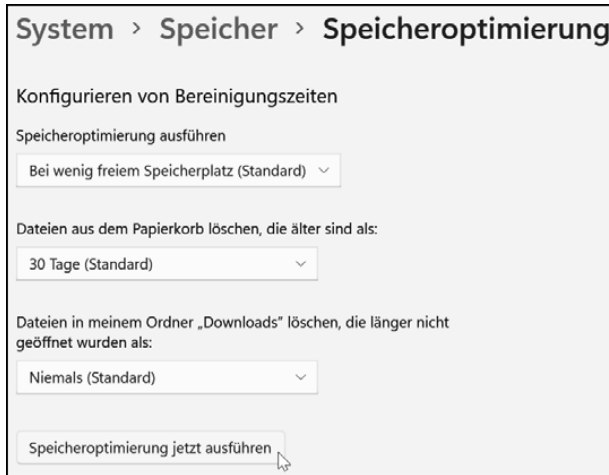 System > Speicher > Speicheroptimierung
Konfigurieren von Bereinigungszeiten
Speicheroptimierung ausführen
Bei wenig freiem Speicherplatz (Standard)
Dateien aus dem Papierkorb löschen, die älter sind als:
30 Tage (Standard)
Dateien in meinem Ordner „Downloads“ löschen, die länger nicht
geöffnet wurden als:
Niemals (Standard)
Speicheroptimierung jetzt ausführen